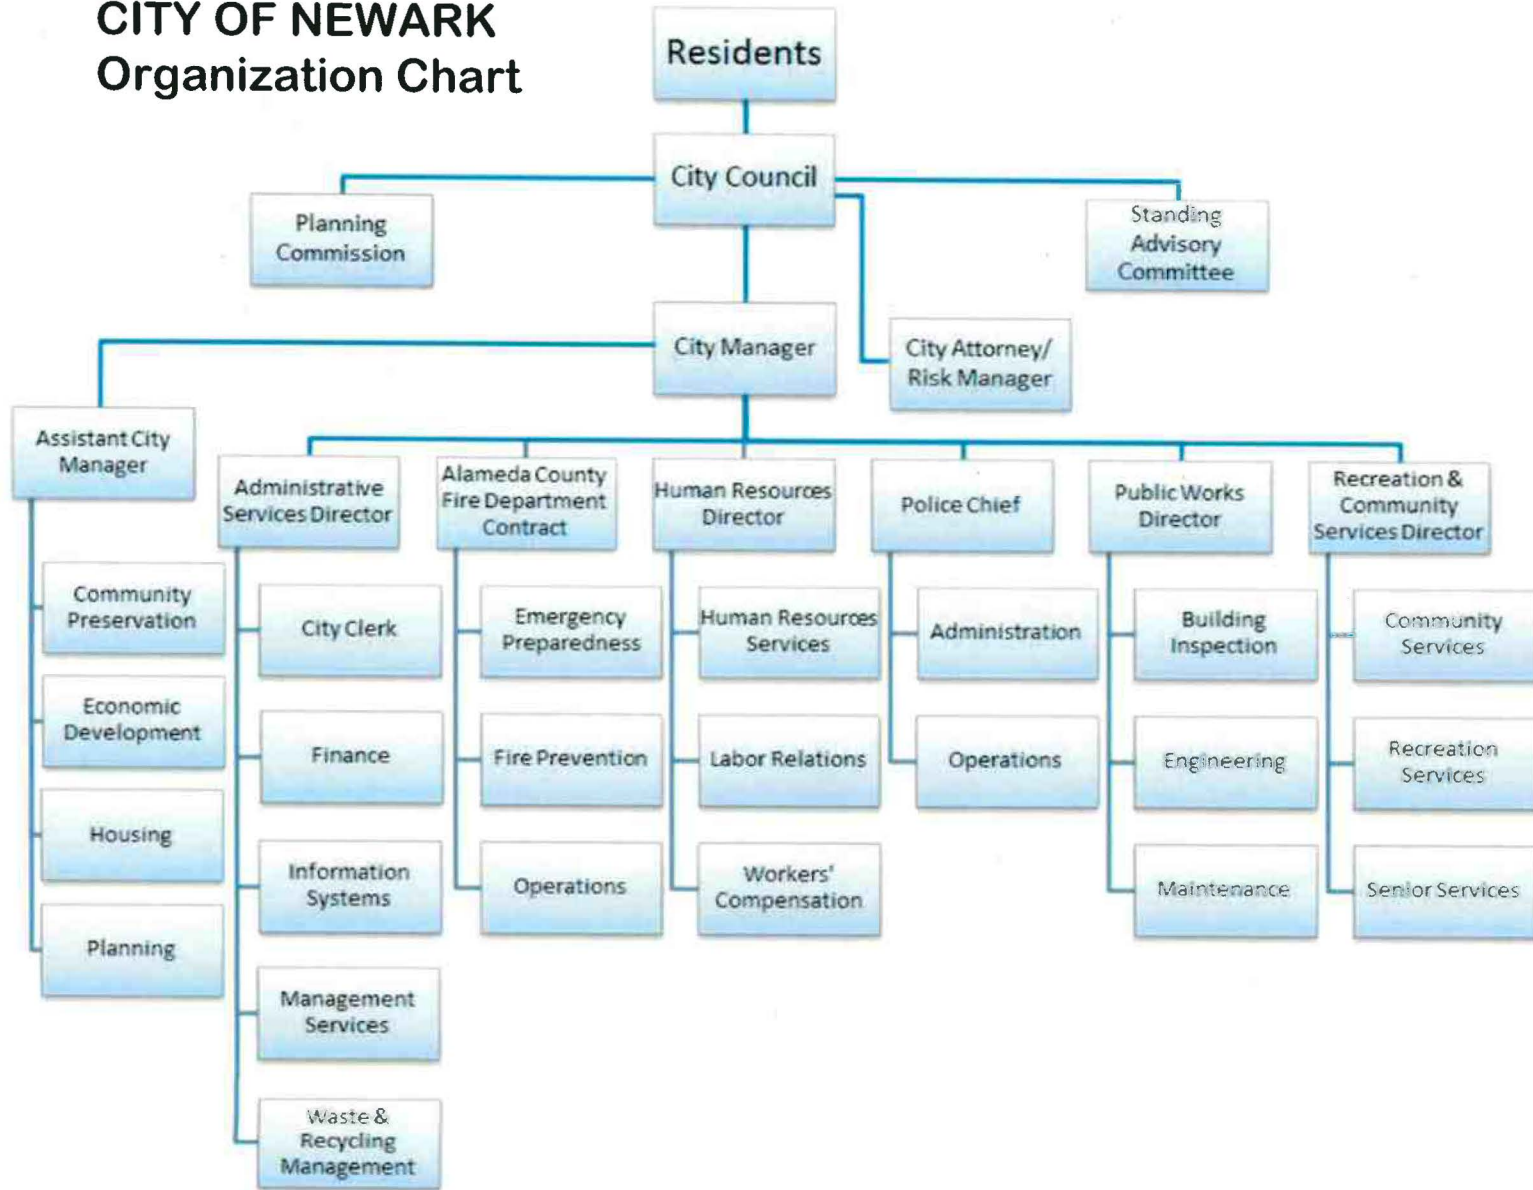 CITY OF NEWARK
Organization Chart
Residents
City Council
Planning
Commission
Standing
Advisory
Committee
City Manager
City Attorney/
Risk Manager
Assistant City
Manager
Administrative
Services Director
Alameda County
Fire Department
Contract
Human Resources
Director
Police Chief
Public Works
Director
Recreation &
Community
Services Director
Community
Preservation
Economic
Development
Housing
Planning
City Clerk
Finance
Information
Systems
Management
Services
Waste &
Recycling
Management
Emergency
Preparedness
Fire Prevention
Operations
Human Resources
Services
Labor Relations
Workers'
Compensation
Administration
Operations
Building
Inspection
Engineering
Maintenance
Community
Services
Recreation
Services
Senior Services